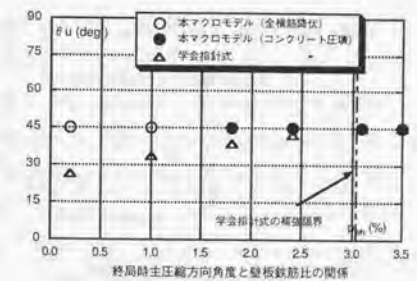 90
θu (deg)
75
60
45
30
15
0
○ 本マクロモデル（全横筋降伏）
● 本マクロモデル（コンクリート圧壊）
△ 学会指針式 〃
学会指針式の補強限界
(%)
0.0 0.5 1.0 1.5 2.0 2.5 3.0 3.5
終局時主圧縮方向角度と壁板鉄筋比の関係